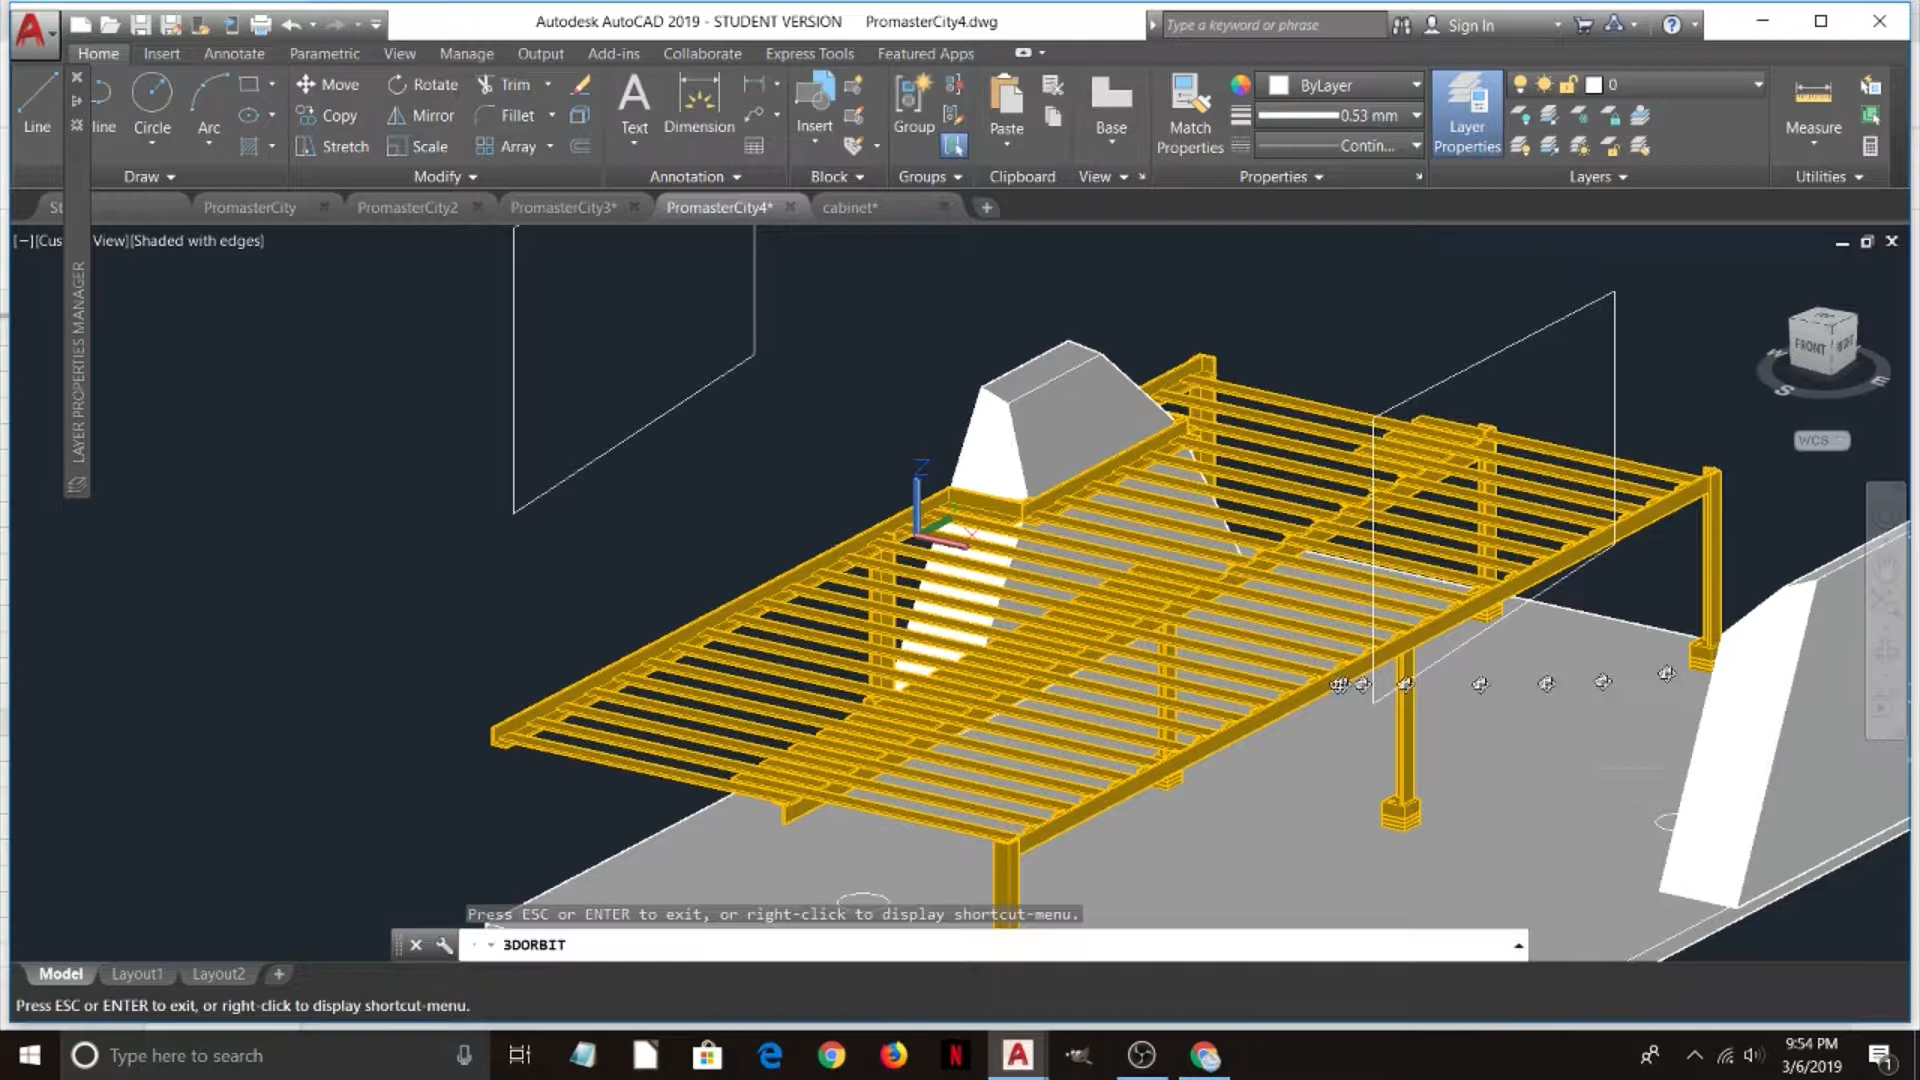 Autodesk AutoCAD 2019 - STUDENT VERSION PromasterCity4.dwg
Type a keyword or phrase
Sign In
Home Insert Annotate Parametric View Manage Output Add-ins Collaborate Express Tools Featured Apps
Line line Circle Arc
Move Rotate Trim
Copy Mirror Fillet
Stretch Scale Array
Text Dimension
Insert
Group
Paste
Base
Match Properties
ByLayer
0.53 mm
Contin...
Layer Properties
0
Measure
Draw Modify Annotation Block Groups Clipboard View Properties Layers Utilities
St PromasterCity PromasterCity2 PromasterCity3* PromasterCity4* cabinet*
[−][Cus View][Shaded with edges]
LAYER PROPERTIES MANAGER
TOP
FRONT RIGHT
W S E
WCS
Z
Press ESC or ENTER to exit, or right-click to display shortcut-menu.
3DORBIT
Model Layout1 Layout2
Press ESC or ENTER to exit, or right-click to display shortcut-menu.
Type here to search
9:54 PM
3/6/2019
1